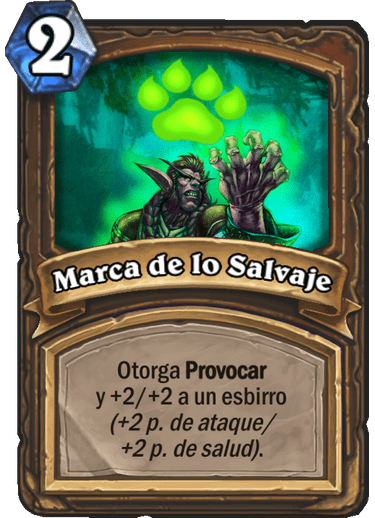 2
Marca de lo Salvaje
Otorga Provocar
y +2/+2 a un esbirro
(+2 p. de ataque/
+2 p. de salud).